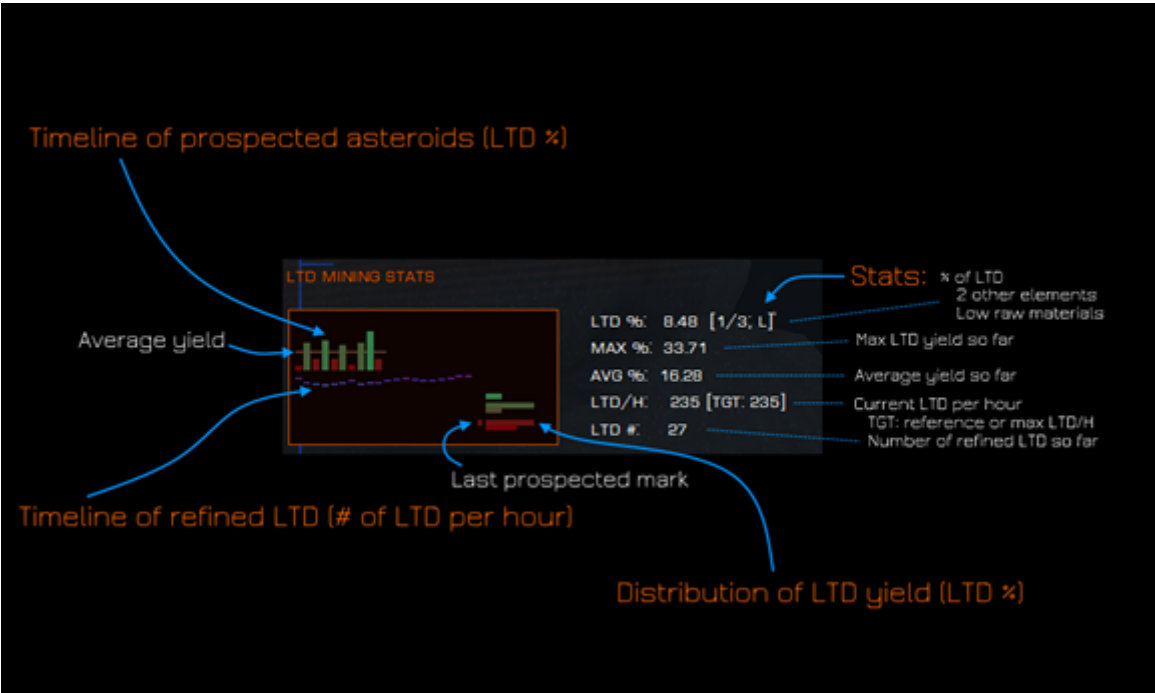 Timeline of prospected asteroids (LTD %)
LTD MINING STATS
Stats: % of LTD
2 other elements
Low raw materials
Average yield
LTD %: 8.48 [1/3; L]
Max LTD yield so far
MAX %: 33.71
AVG %: 16.28
Average yield so far
LTD/H: 235 [TGT: 235]
Current LTD per hour
TGT: reference or max LTD/H
LTD #: 27
Number of refined LTD so far
Last prospected mark
Timeline of refined LTD (# of LTD per hour)
Distribution of LTD yield (LTD %)